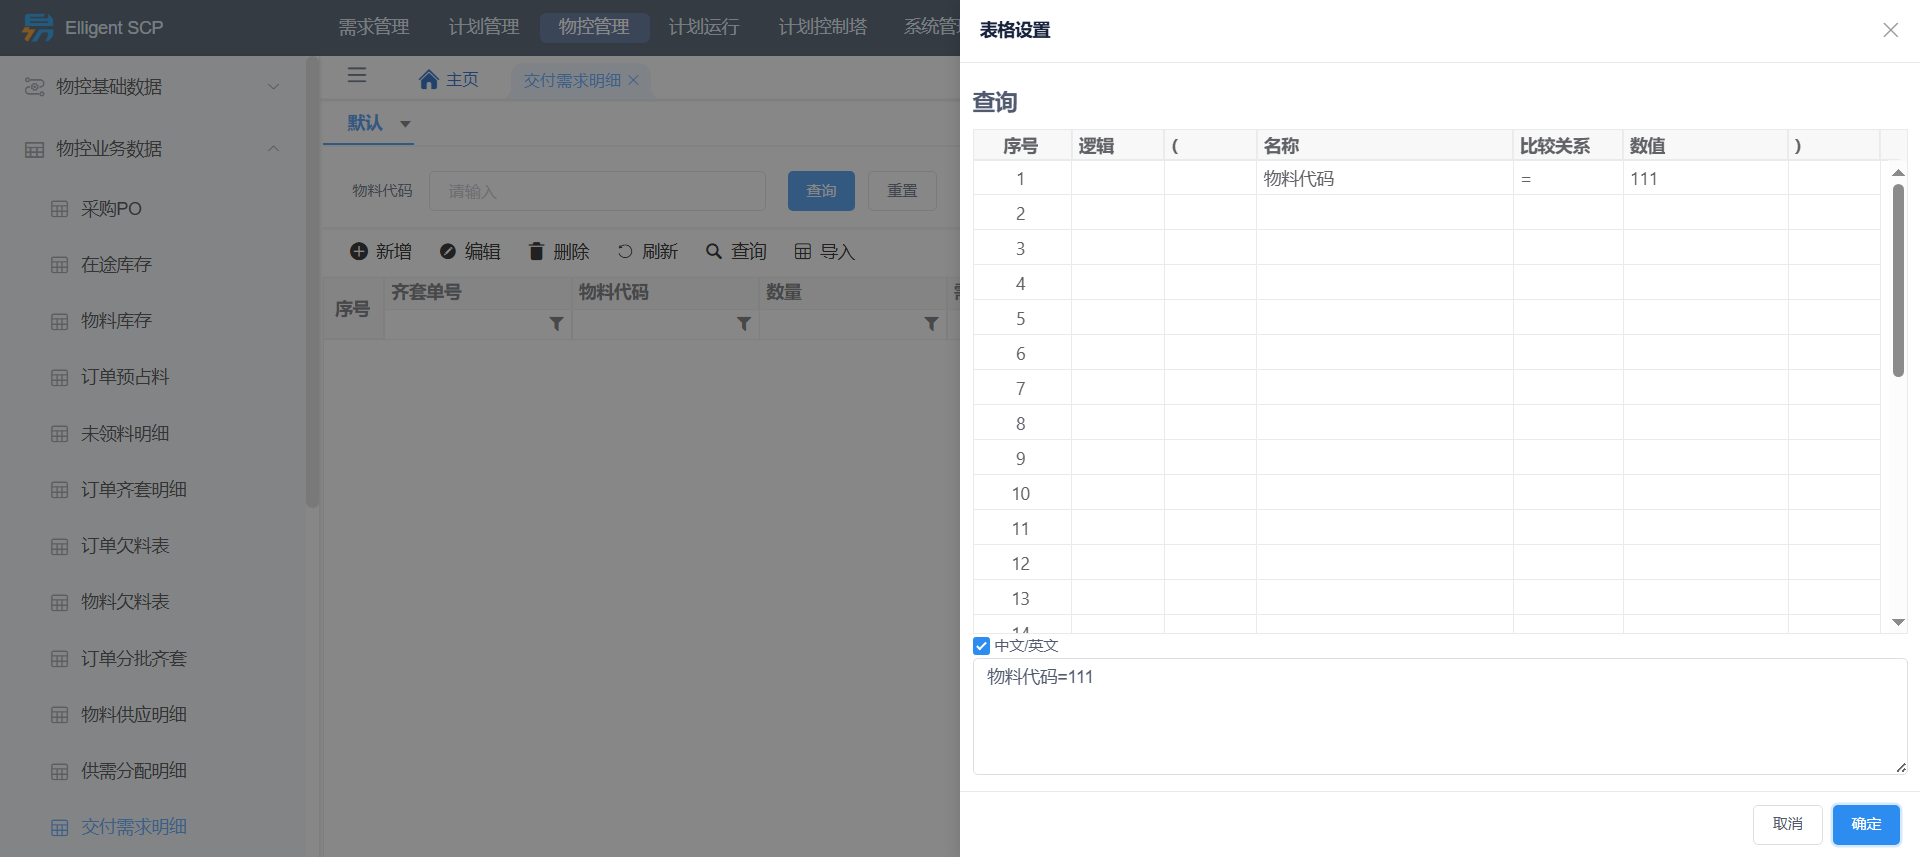 Elligent SCP
需求管理
计划管理
物控管理
计划运行
计划控制塔
系统管
物控基础数据
物控业务数据
采购PO
在途库存
物料库存
订单预占料
未领料明细
订单齐套明细
订单欠料表
物料欠料表
订单分批齐套
物料供应明细
供需分配明细
交付需求明细
主页
交付需求明细
默认
物料代码 请输入 查询 重置
新增 编辑 删除 刷新 查询 导入
序号 齐套单号 物料代码 数量
表格设置
查询
序号 逻辑 ( 名称 比较关系 数值 )
1 物料代码 = 111
2
3
4
5
6
7
8
9
10
11
12
13
14
中文/英文
物料代码=111
取消 确定